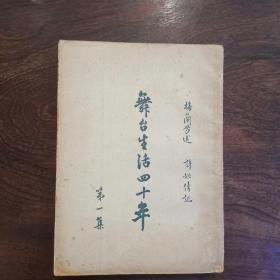 梅蘭芳述 許姬傳記
舞台生活四十年
第一集